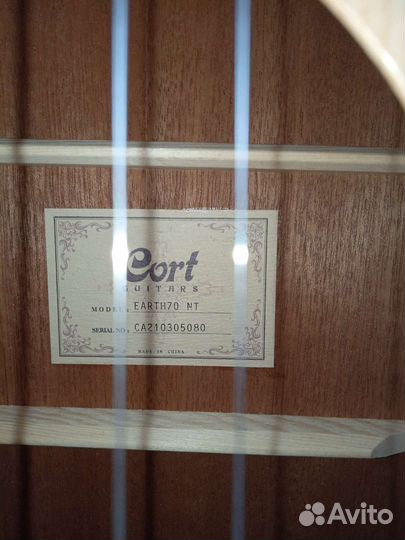 Cort
GUITARS
MODEL: EARTH70 NT
SERIAL NO: CA210305080
MADE IN CHINA
Avito